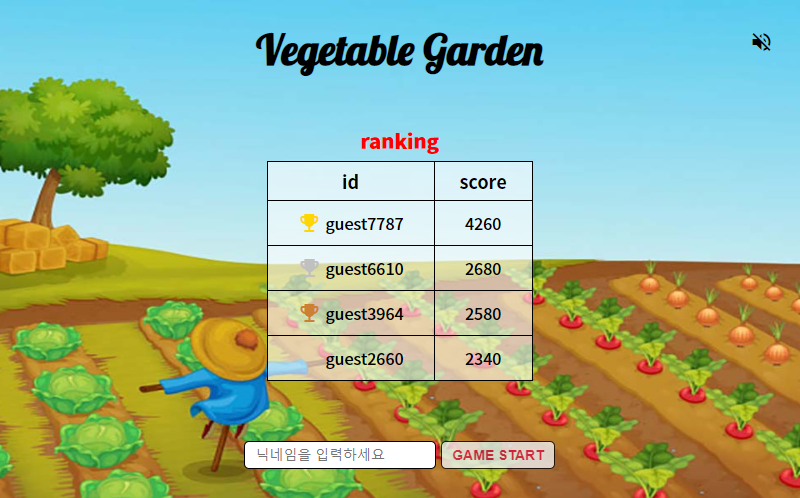 Vegetable Garden
ranking
id score
guest7787 4260
guest6610 2680
guest3964 2580
guest2660 2340
닉네임을 입력하세요 GAME START